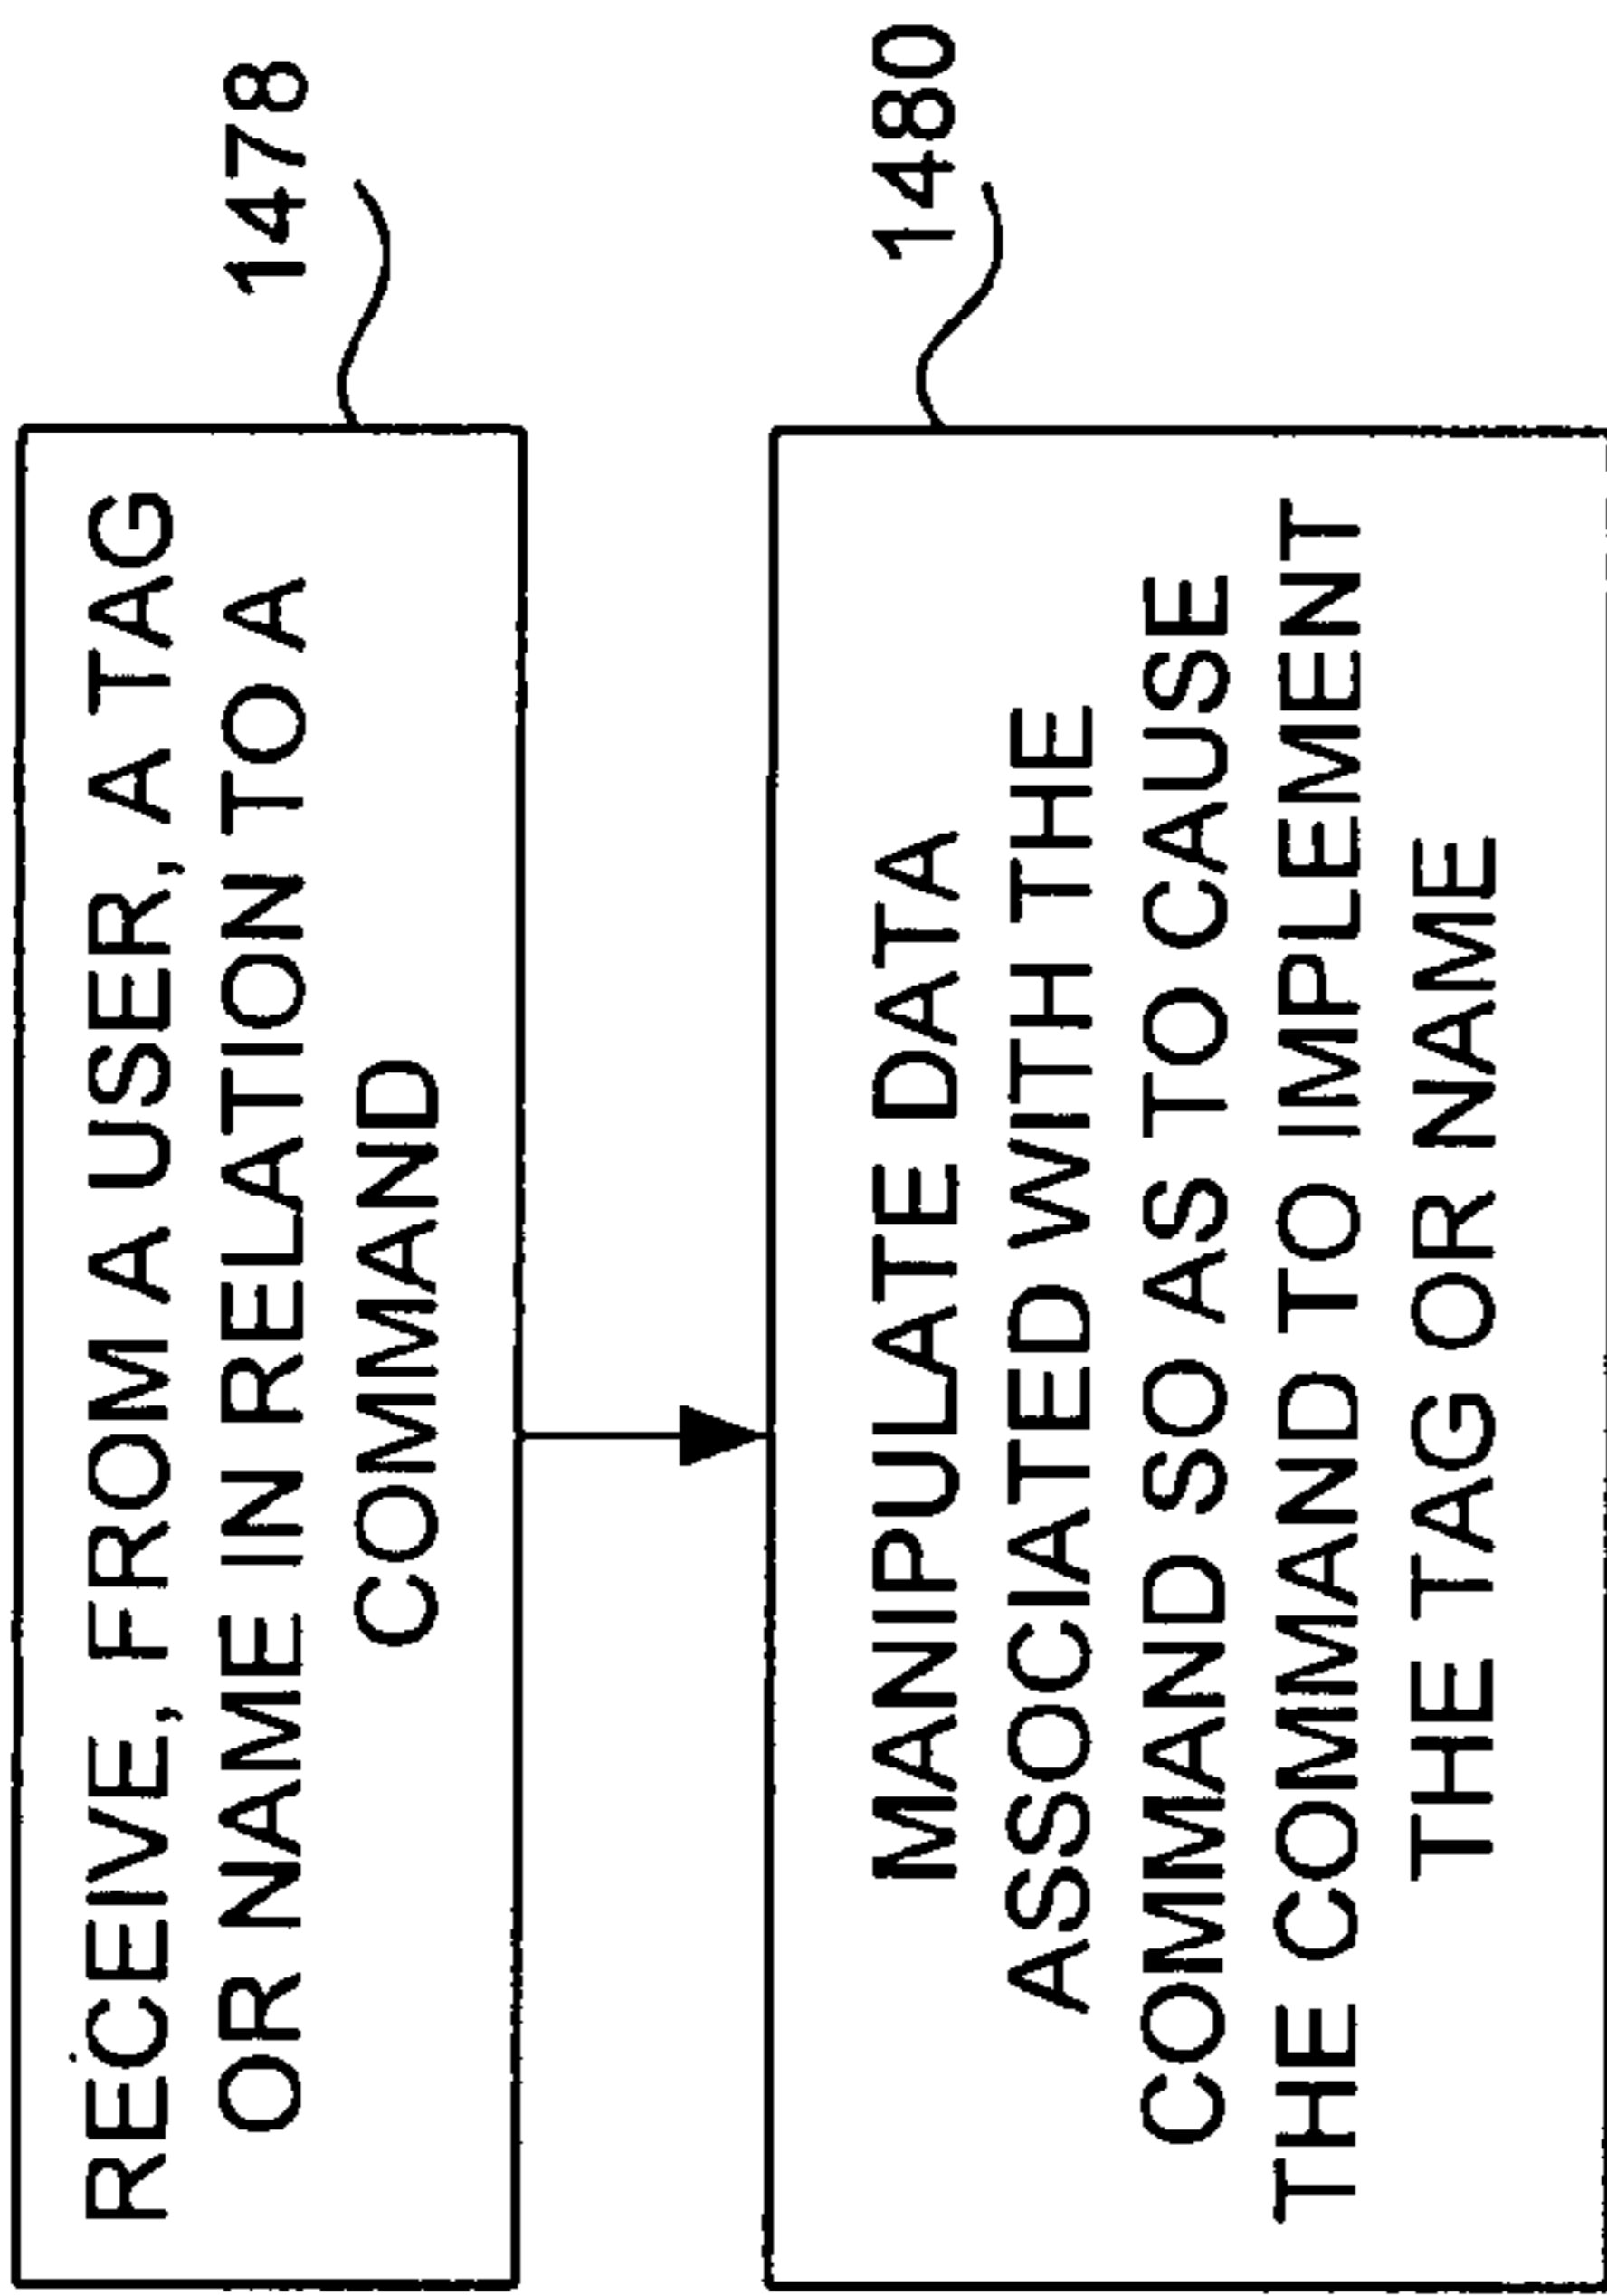 RECEIVE, FROM A USER, A TAG
OR NAME IN RELATION TO A
COMMAND
1478
MANIPULATE DATA
ASSOCIATED WITH THE
COMMAND SO AS TO CAUSE
THE COMMAND AND TO IMPLEMENT
THE TAG OR NAME
1480